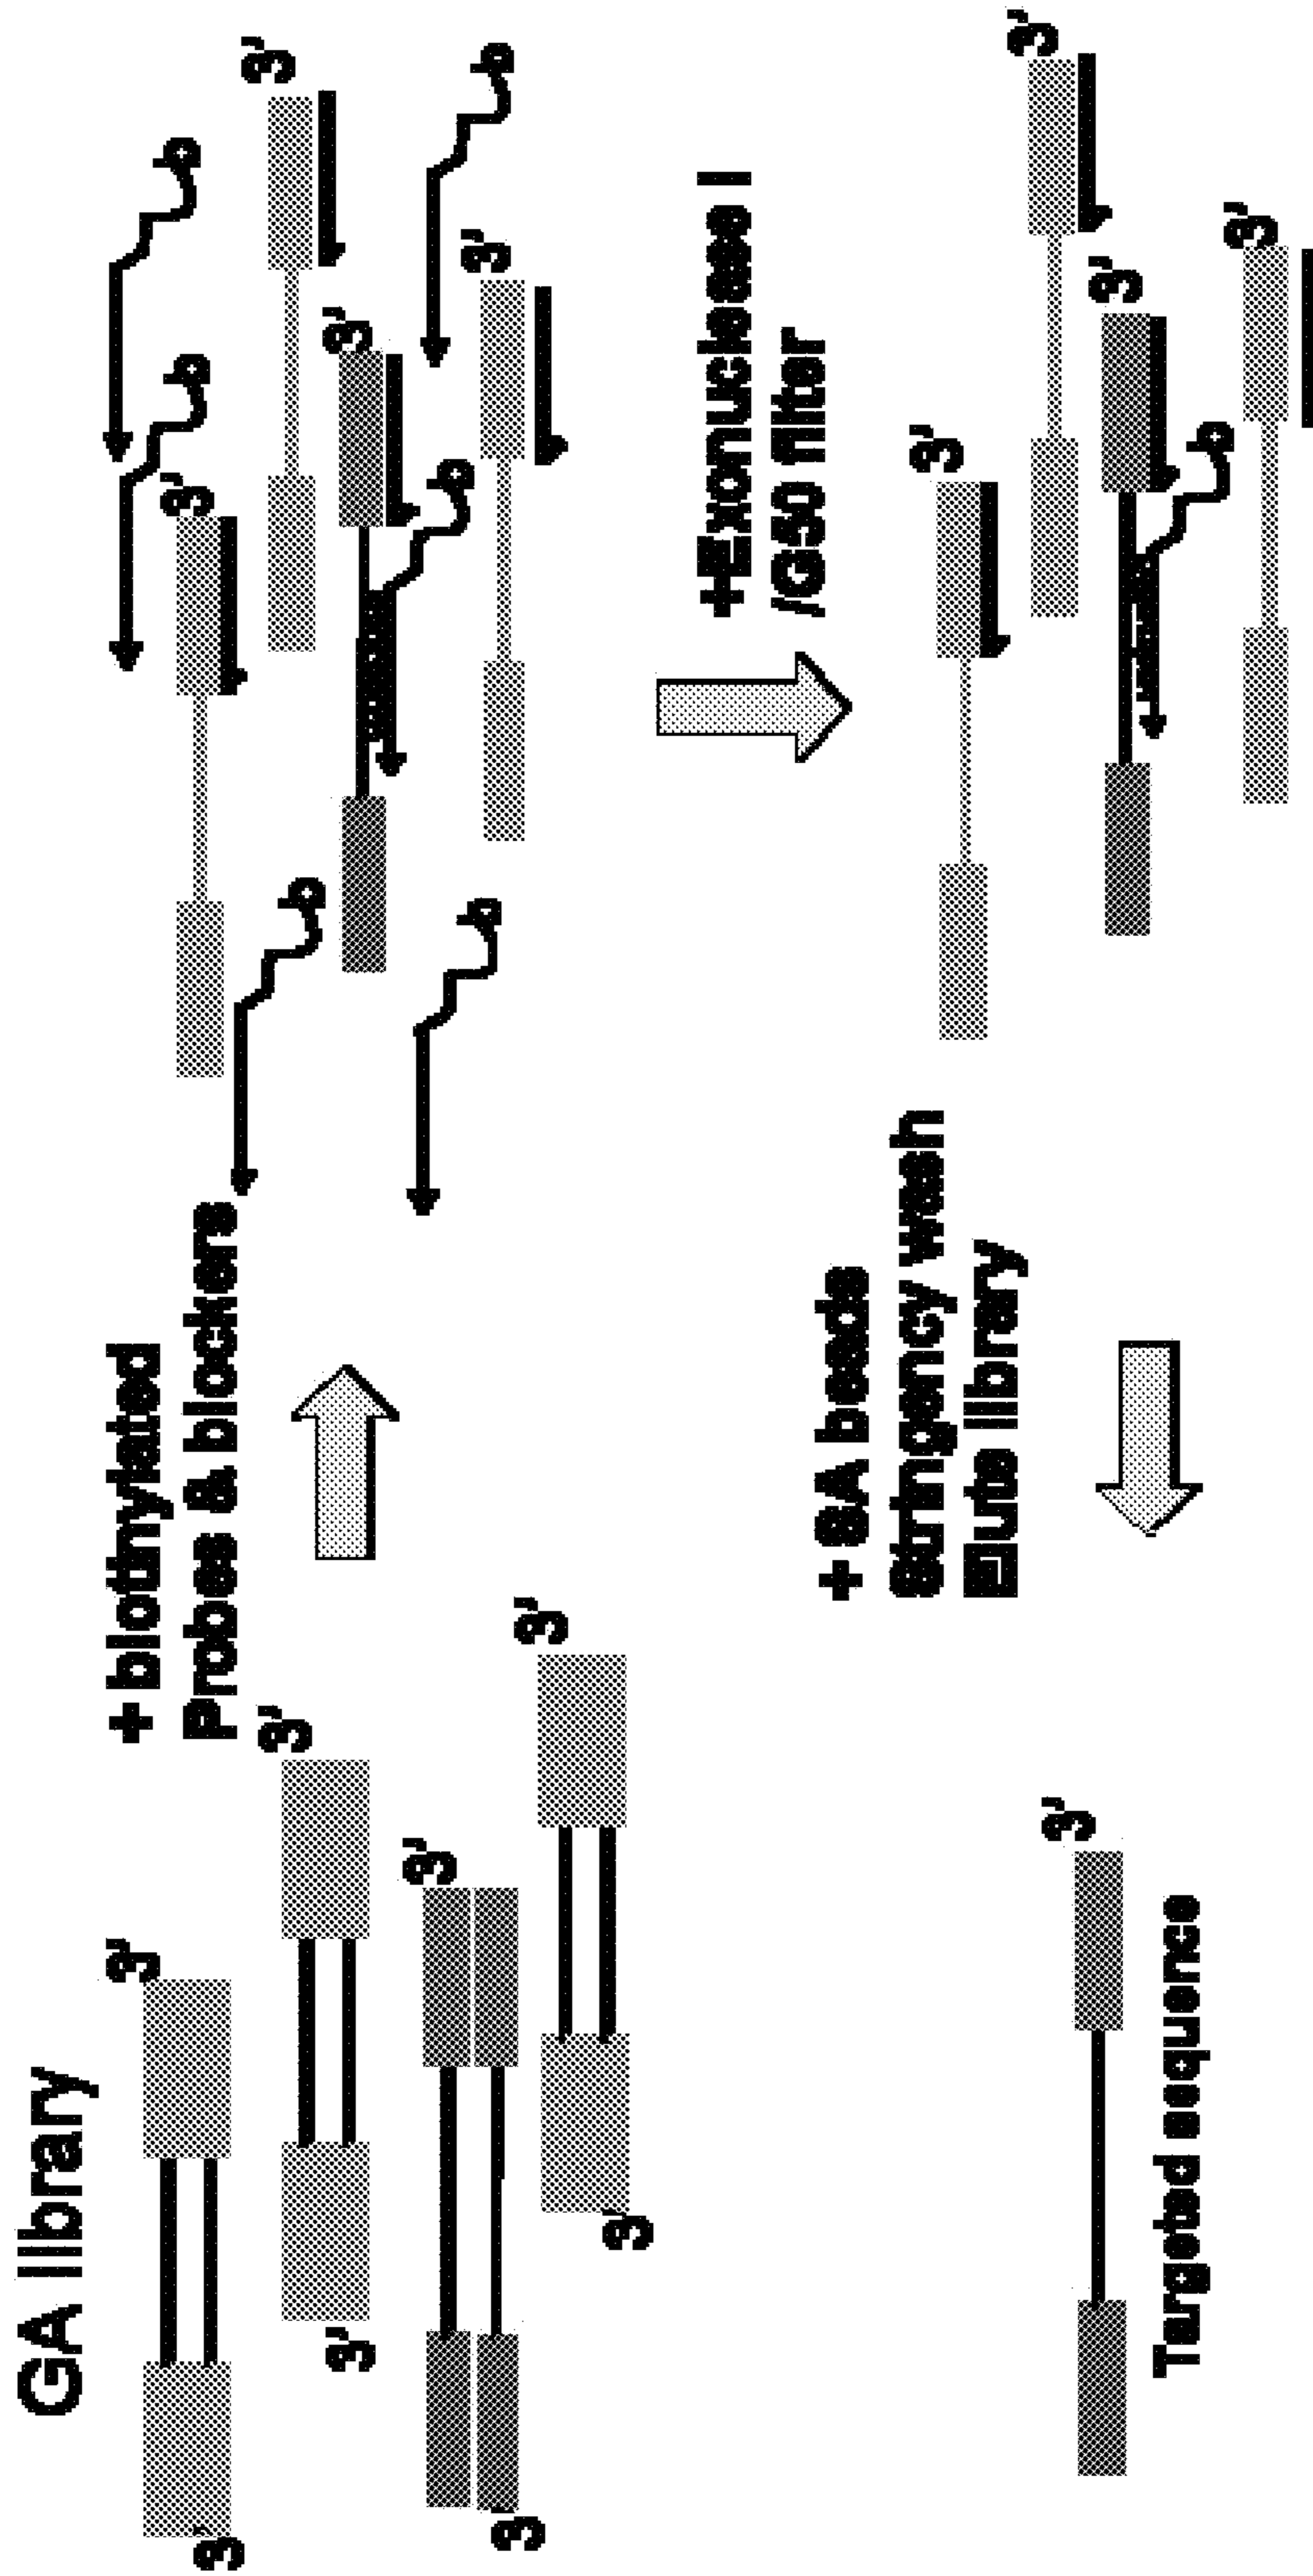 GA library
3'
3'
3'
3'
3'
3'
3'
3'
+ biotinylated
Probes & blockers
b
b
3'
3'
b
3'
b
3'
b
b
+Exonuclease I
/G50 filter
3'
3'
3'
b
3'
+ SA beads
Stringency wash
Elute library
3'
Targeted sequence